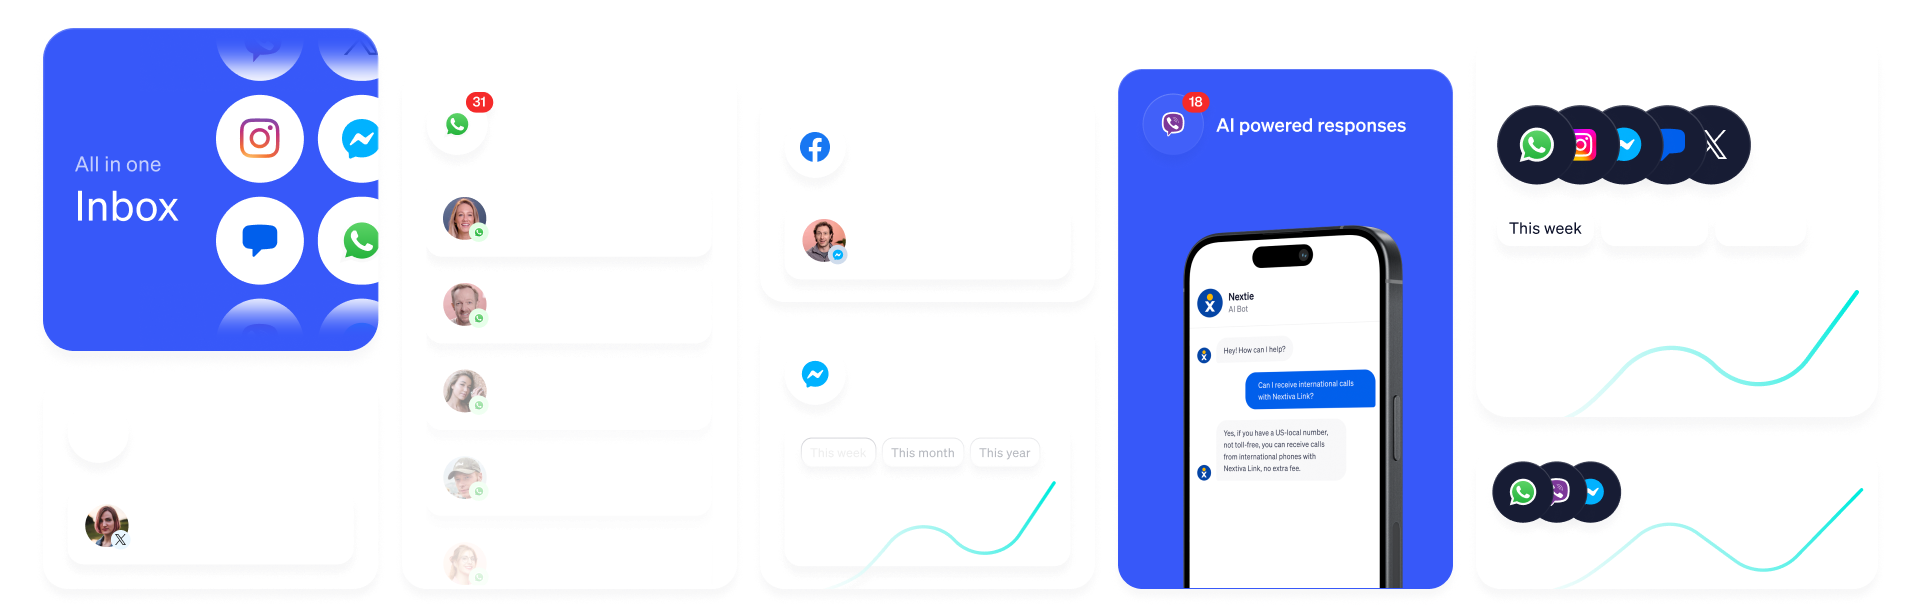 All in one
Inbox
31
This week
This month
This year
18
AI powered responses
Nextie
AI Bot
Hey! How can I help?
Can I receive international calls
with Nextiva Link?
Yes, if you have a US-local number,
not toll-free, you can receive calls
from international phones with
Nextiva Link, no extra fee.
This week